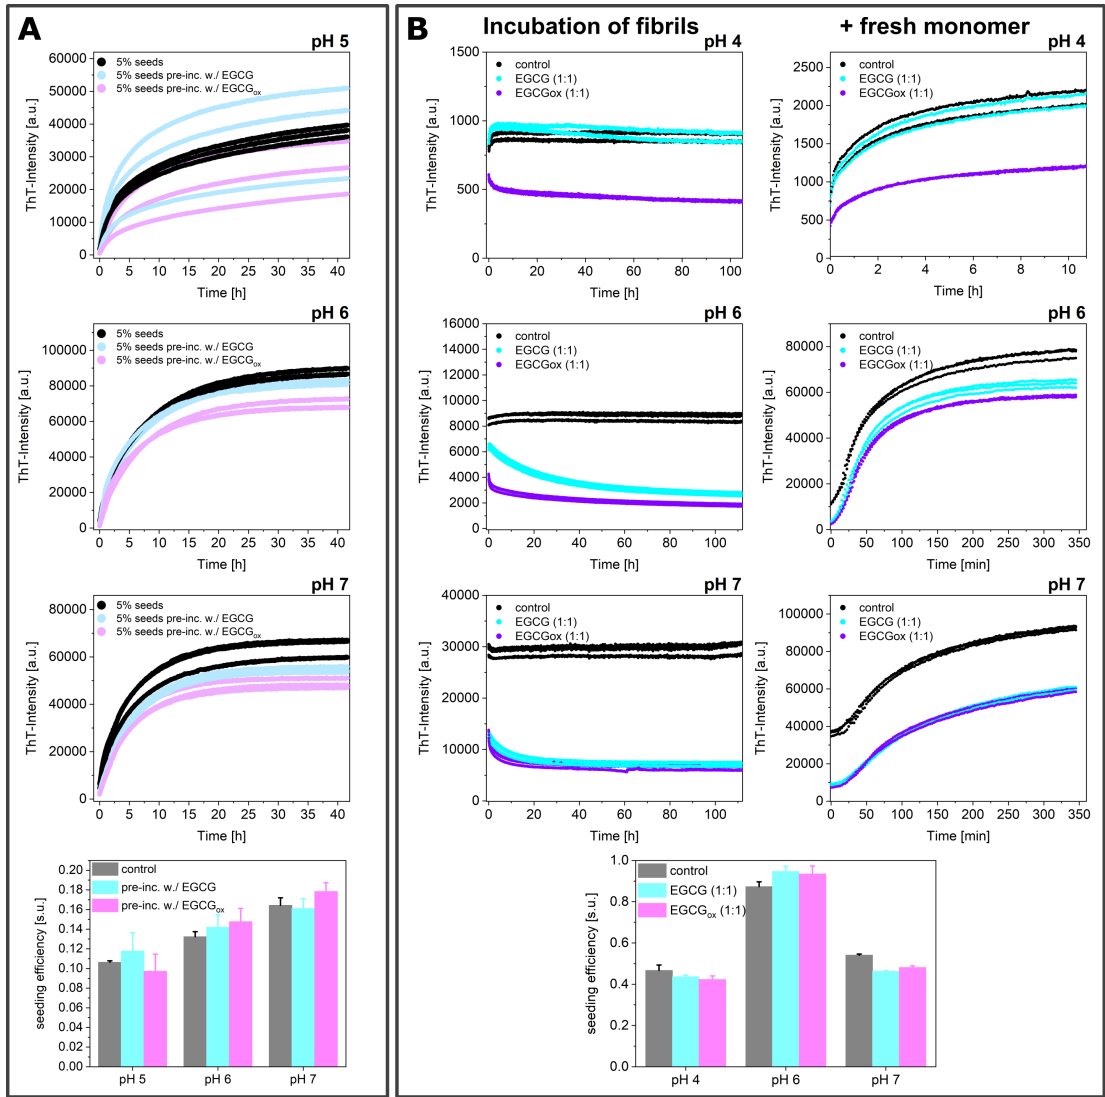 A
pH 5
60000
50000
40000
30000
20000
10000
0
5% seeds
5% seeds pre-inc. w./ EGCG
5% seeds pre-inc. w./ EGCGox
ThT-Intensity [a.u.]
0 5 10 15 20 25 30 35 40
Time [h]
pH 6
100000
80000
60000
40000
20000
0
5% seeds
5% seeds pre-inc. w./ EGCG
5% seeds pre-inc. w./ EGCGox
ThT-Intensity [a.u.]
0 5 10 15 20 25 30 35 40
Time [h]
pH 7
80000
60000
40000
20000
0
5% seeds
5% seeds pre-inc. w./ EGCG
5% seeds pre-inc. w./ EGCGox
ThT-Intensity [a.u.]
0 5 10 15 20 25 30 35 40
Time [h]
0.20
0.18
0.16
0.14
0.12
0.10
0.08
0.06
0.04
0.02
0.00
control
pre-inc. w./ EGCG
pre-inc. w./ EGCGox
seeding efficiency [s.u.]
pH 5 pH 6 pH 7
B
Incubation of fibrils
+ fresh monomer
pH 4
1500
1000
500
0
control
EGCG (1:1)
EGCGox (1:1)
ThT-Intensity [a.u.]
0 20 40 60 80 100
Time [h]
pH 4
2500
2000
1500
1000
500
0
control
EGCG (1:1)
EGCGox (1:1)
ThT-Intensity [a.u.]
0 2 4 6 8 10
Time [h]
pH 6
16000
14000
12000
10000
8000
6000
4000
2000
0
control
EGCG (1:1)
EGCGox (1:1)
ThT-Intensity [a.u.]
0 20 40 60 80 100
Time [h]
pH 6
80000
60000
40000
20000
0
control
EGCG (1:1)
EGCGox (1:1)
ThT-Intensity [a.u.]
0 50 100 150 200 250 300 350
Time [min]
pH 7
40000
30000
20000
10000
0
control
EGCG (1:1)
EGCGox (1:1)
ThT-Intensity [a.u.]
0 20 40 60 80 100
Time [h]
pH 7
100000
80000
60000
40000
20000
0
control
EGCG (1:1)
EGCGox (1:1)
ThT-Intensity [a.u.]
0 50 100 150 200 250 300 350
Time [min]
1.0
0.8
0.6
0.4
0.2
0.0
control
EGCG (1:1)
EGCGox (1:1)
seeding efficiency [s.u.]
pH 4 pH 6 pH 7